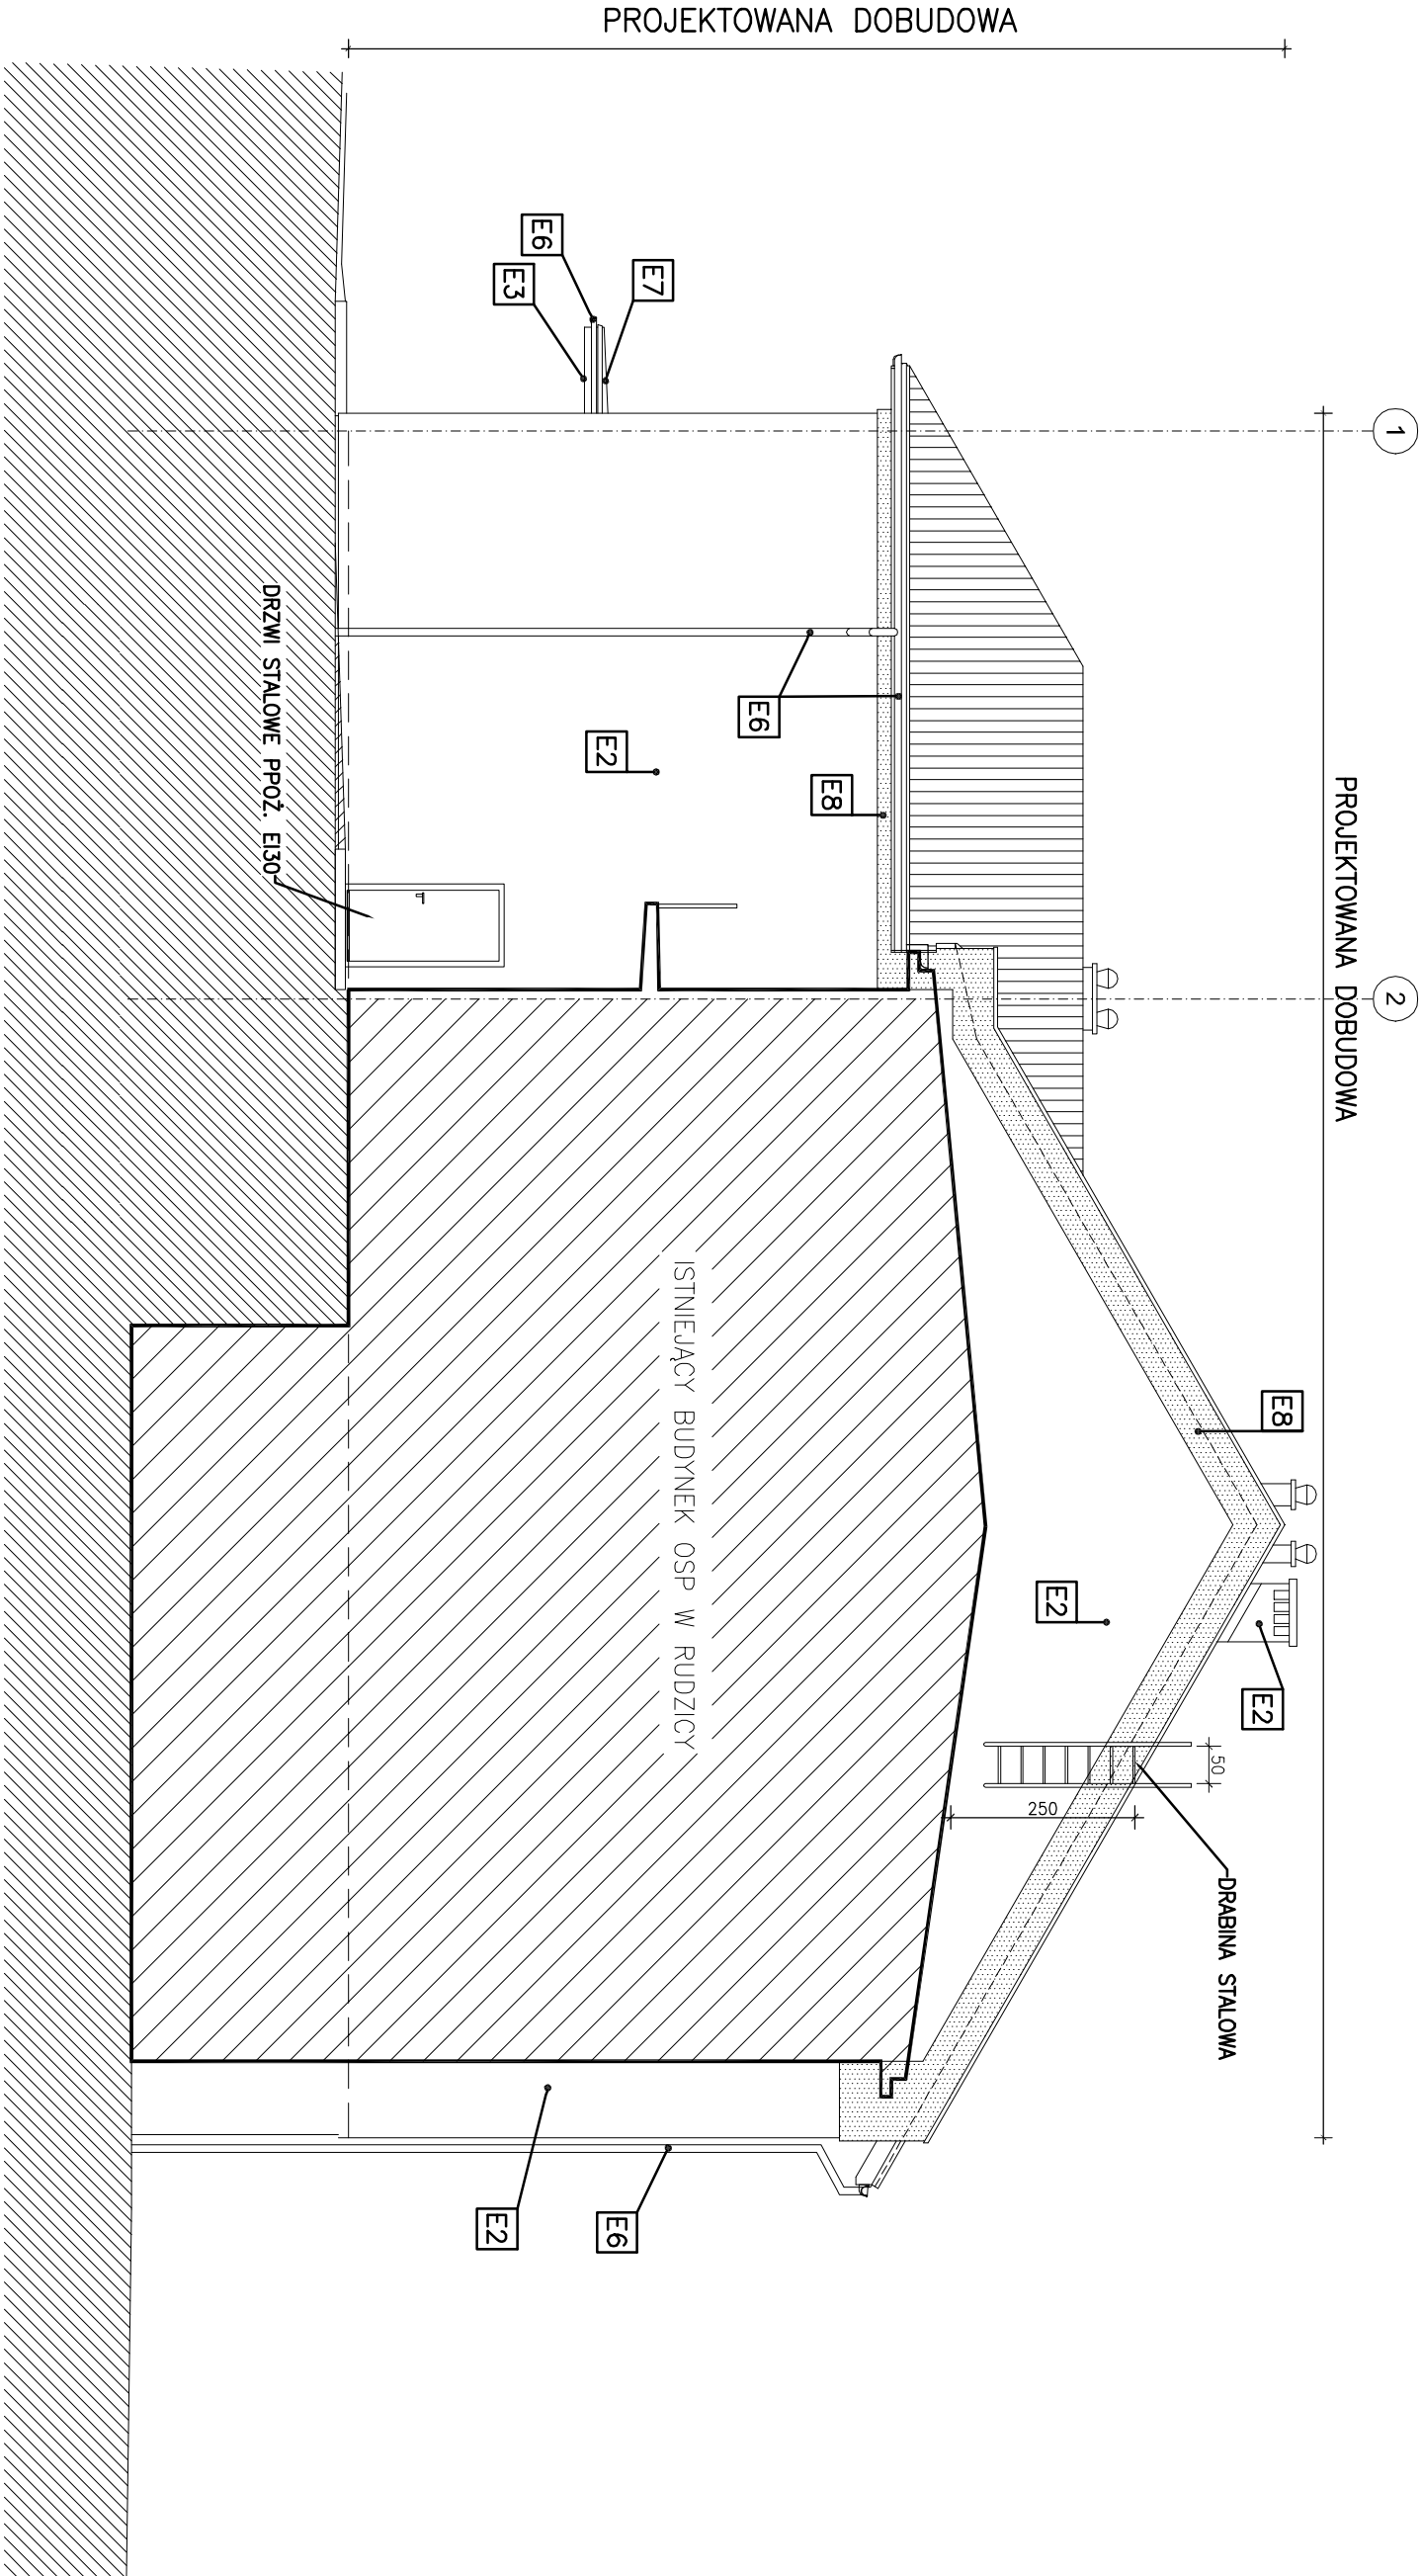 PROJEKTOWANA DOBUDOWA
1
2
PROJEKTOWANA DOBUDOWA
E8
E2
E2
50
250
DRABINA STALOWA
E7
E6
E3
E6
E2
E8
ISTNIEJĄCY BUDYNEK OSP W RUDZICY
DRZWI STALOWE PPOŻ. EI30
E6
E2